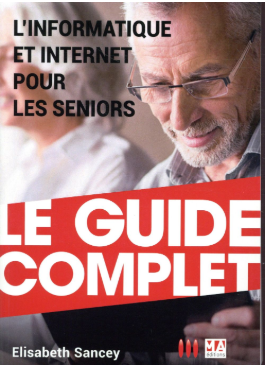 L'INFORMATIQUE
ET INTERNET
POUR
LES SENIORS
LE GUIDE
COMPLET
Elisabeth Sancey
MA
éditions